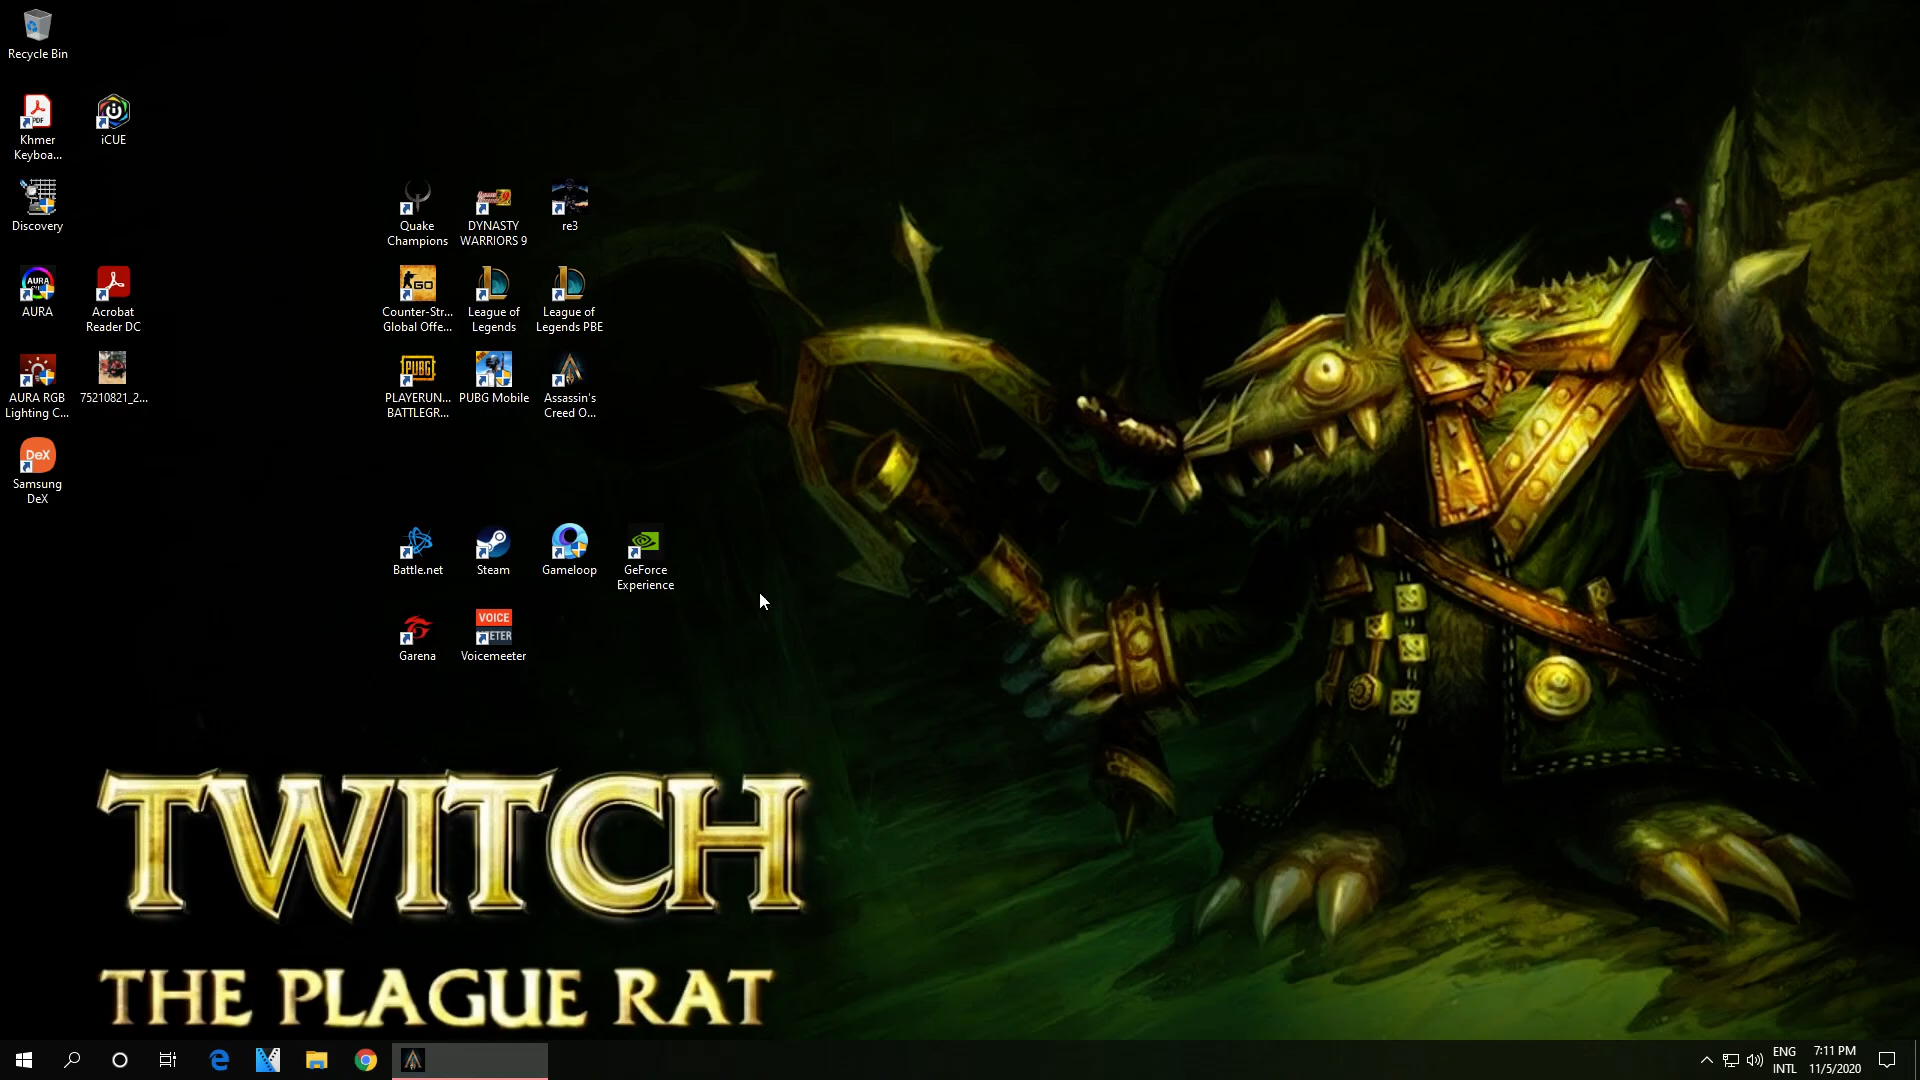 Recycle Bin
Khmer
Keyboa...
iCUE
Discovery
Quake
Champions
DYNASTY
WARRIORS 9
re3
AURA
AURA
Acrobat
Reader DC
GO
Counter-Str...
Global Offe...
League of
Legends
League of
Legends PBE
AURA RGB
Lighting C...
75210821_2...
PUBG
PLAYERUN...
BATTLEGR...
PUBG Mobile
Assassin's
Creed O...
DeX
Samsung
DeX
Battle.net
Steam
Gameloop
GeForce
Experience
Garena
VOICE
Voicemeeter
TWITCH
THE PLAGUE RAT
ENG
INTL
7:11 PM
11/5/2020